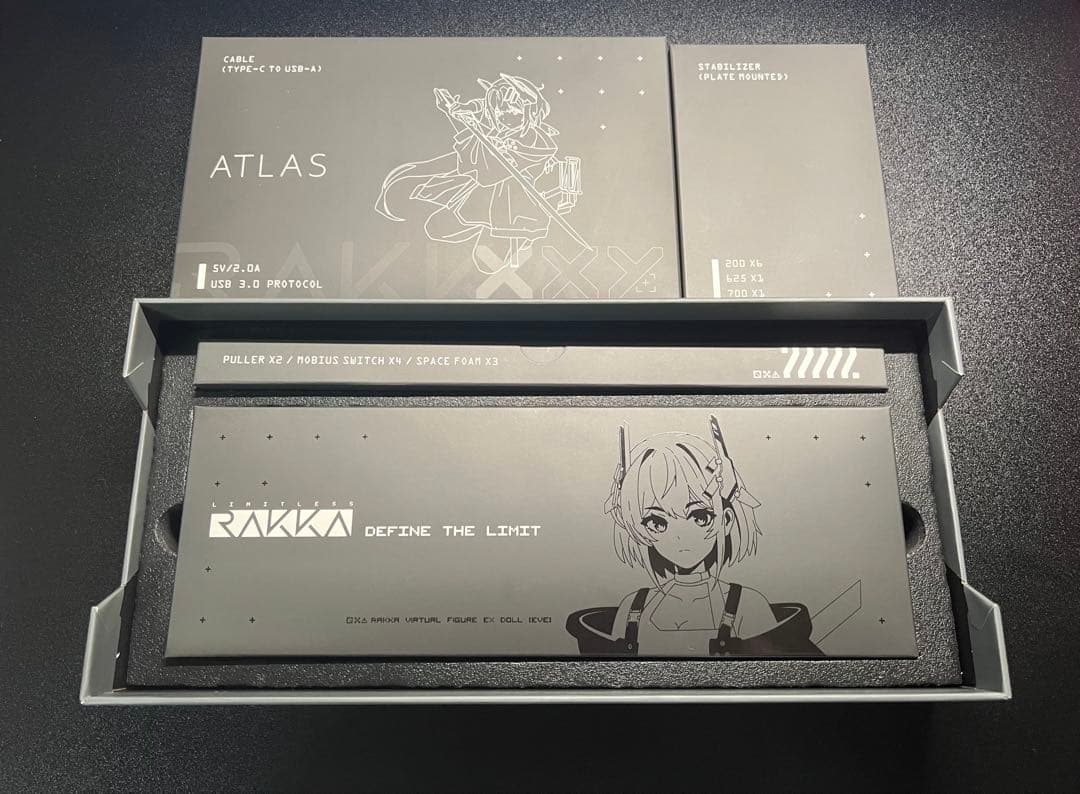 CABLE
(TYPE-C TO USB-A)
ATLAS
5V/2.0A
USB 3.0 PROTOCOL
STABILIZER
(PLATE MOUNTED)
200 X6
625 X1
700 X1
PULLER X2 / MOBIUS SWITCH X4 / SPACE FOAM X3
LIMITLESS
RAKKA DEFINE THE LIMIT
RAKKA VIRTUAL FIGURE EX DOLL [EVE]